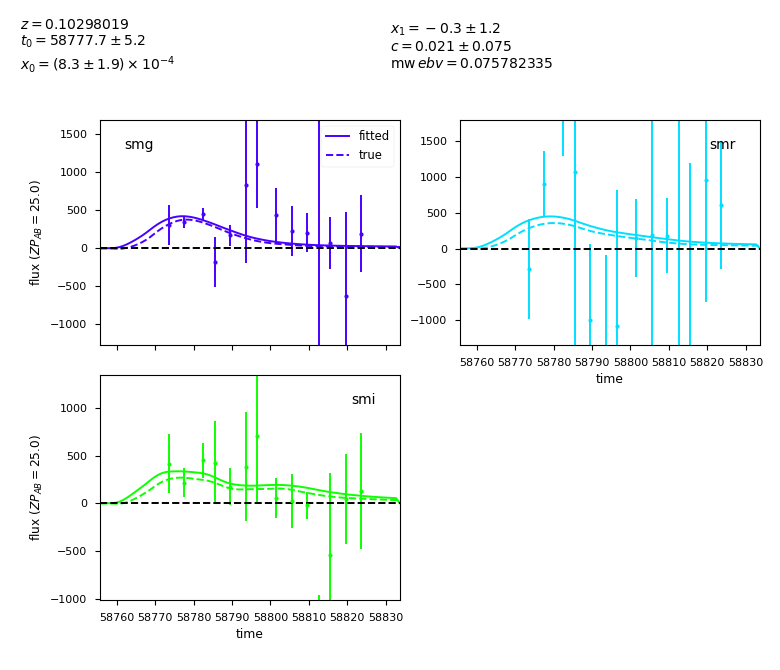 z = 0.10298019
t₀ = 58777.7 ± 5.2
x₀ = (8.3 ± 1.9) × 10⁻⁴
x₁ = −0.3 ± 1.2
c = 0.021 ± 0.075
mw ebv = 0.075782335
smg
fitted
true
1500
1000
500
0
−500
−1000
flux (ZP_AB = 25.0)
smr
1500
1000
500
0
−500
−1000
58760 58770 58780 58790 58800 58810 58820 58830
time
smi
1000
500
0
−500
−1000
flux (ZP_AB = 25.0)
58760 58770 58780 58790 58800 58810 58820 58830
time